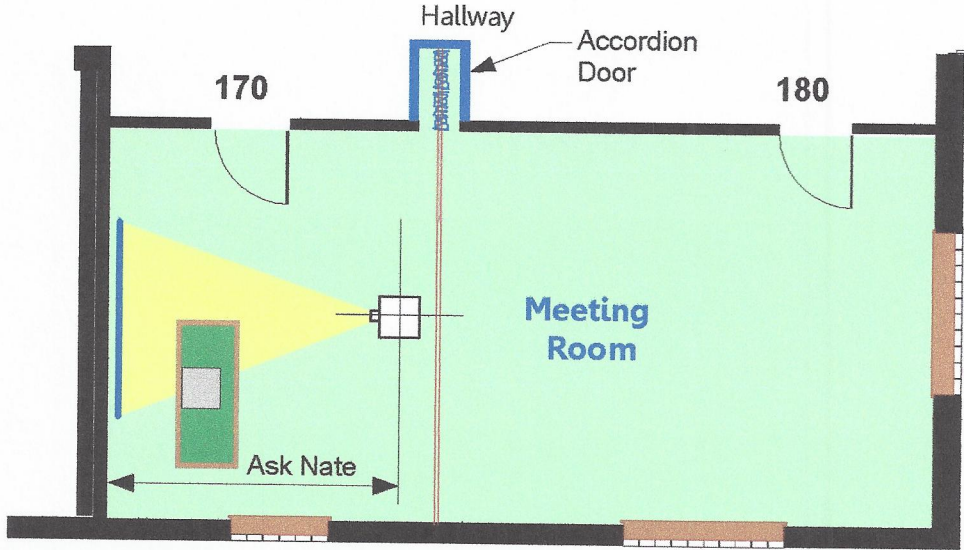 Hallway
Accordion
Door
170
180
Meeting
Room
Ask Nate